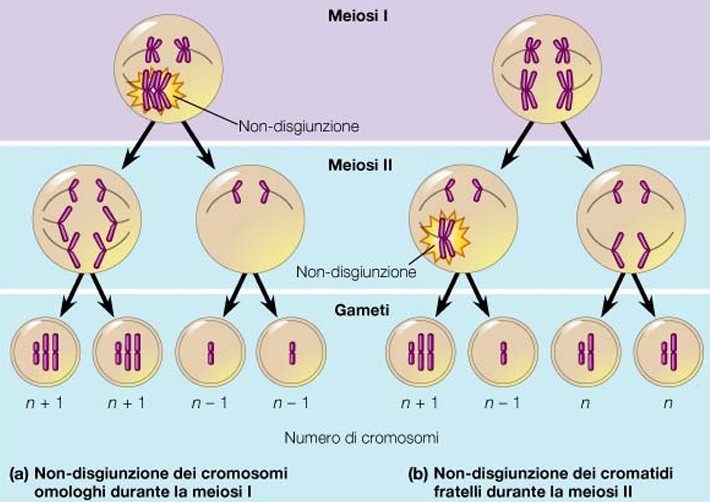 Meiosi I
Non-disgiunzione
Meiosi II
Non-disgiunzione
Gameti
n + 1
n + 1
n – 1
n – 1
n + 1
n – 1
n
n
Numero di cromosomi
(a) Non-disgiunzione dei cromosomi
omologhi durante la meiosi I
(b) Non-disgiunzione dei cromatidi
fratelli durante la meiosi II